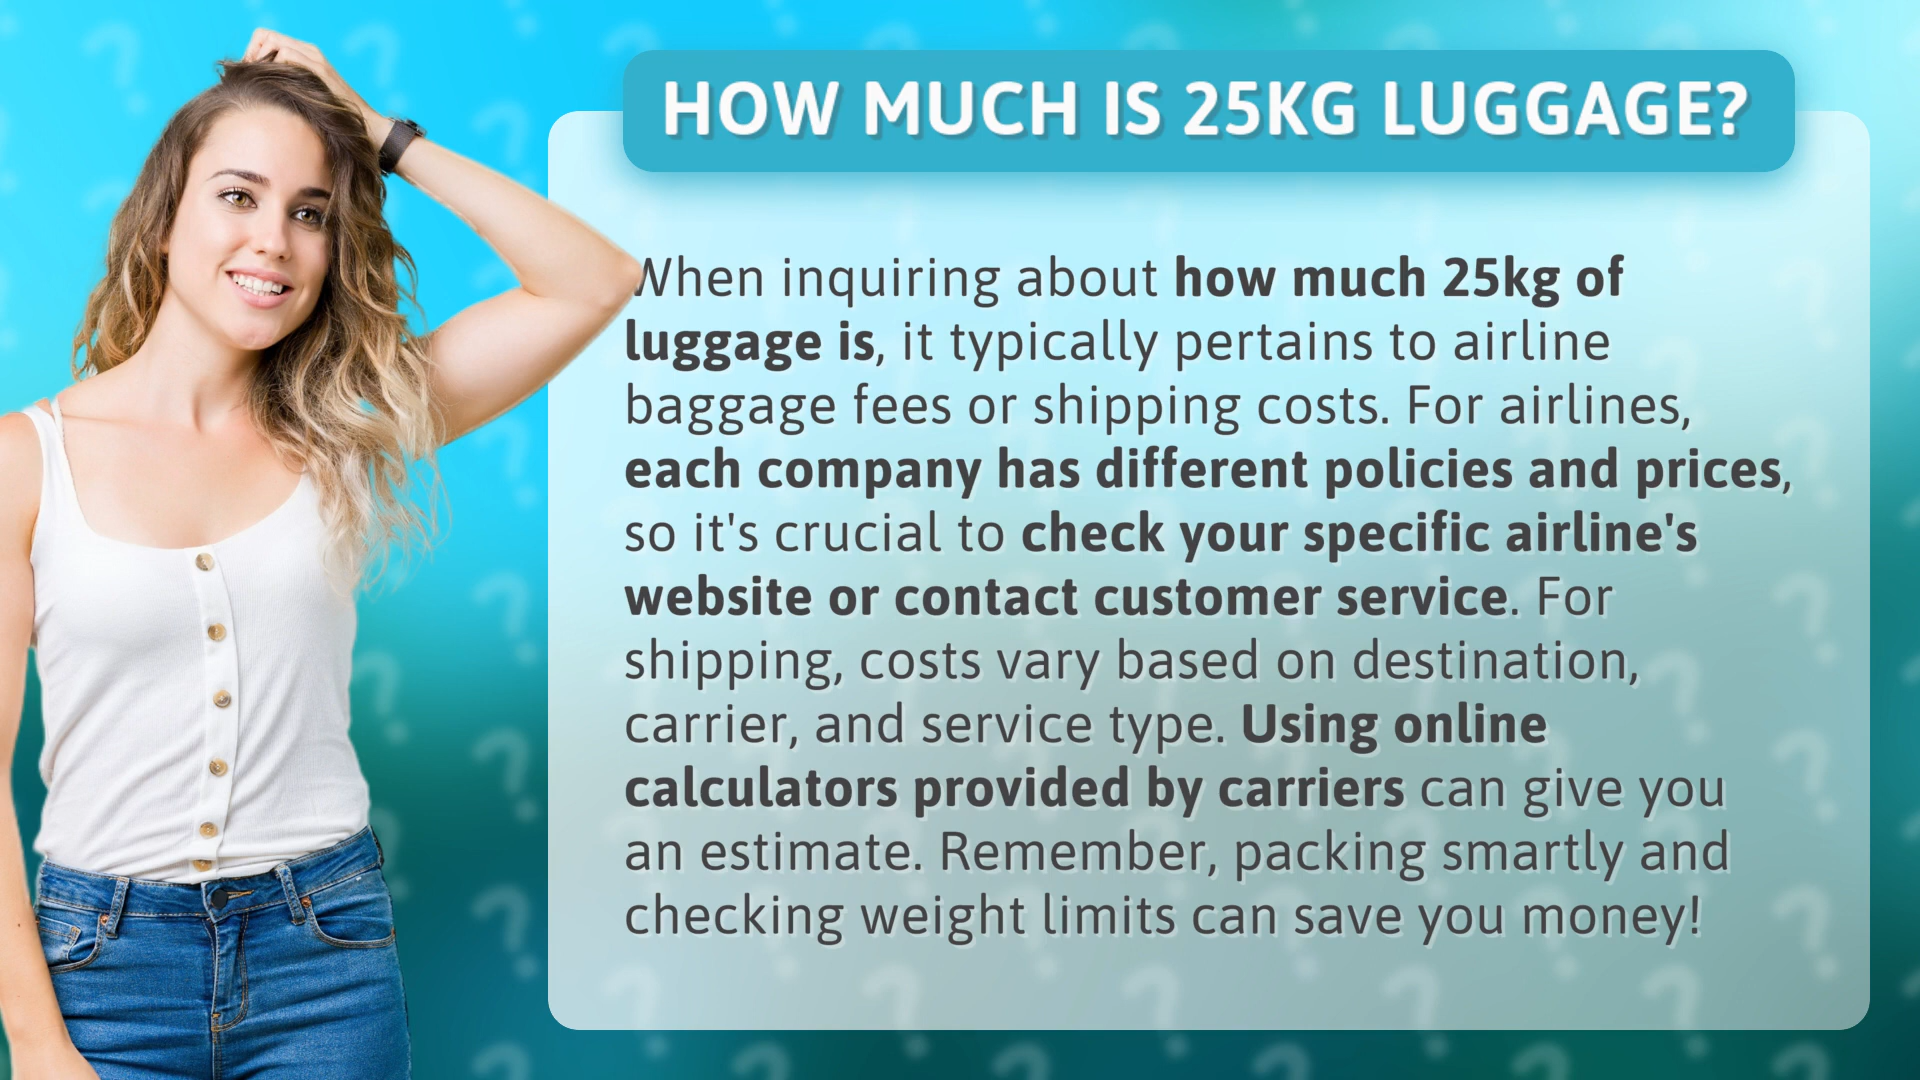 HOW MUCH IS 25KG LUGGAGE?
When inquiring about how much 25kg of
luggage is, it typically pertains to airline
baggage fees or shipping costs. For airlines,
each company has different policies and prices,
so it's crucial to check your specific airline's
website or contact customer service. For
shipping, costs vary based on destination,
carrier, and service type. Using online
calculators provided by carriers can give you
an estimate. Remember, packing smartly and
checking weight limits can save you money!